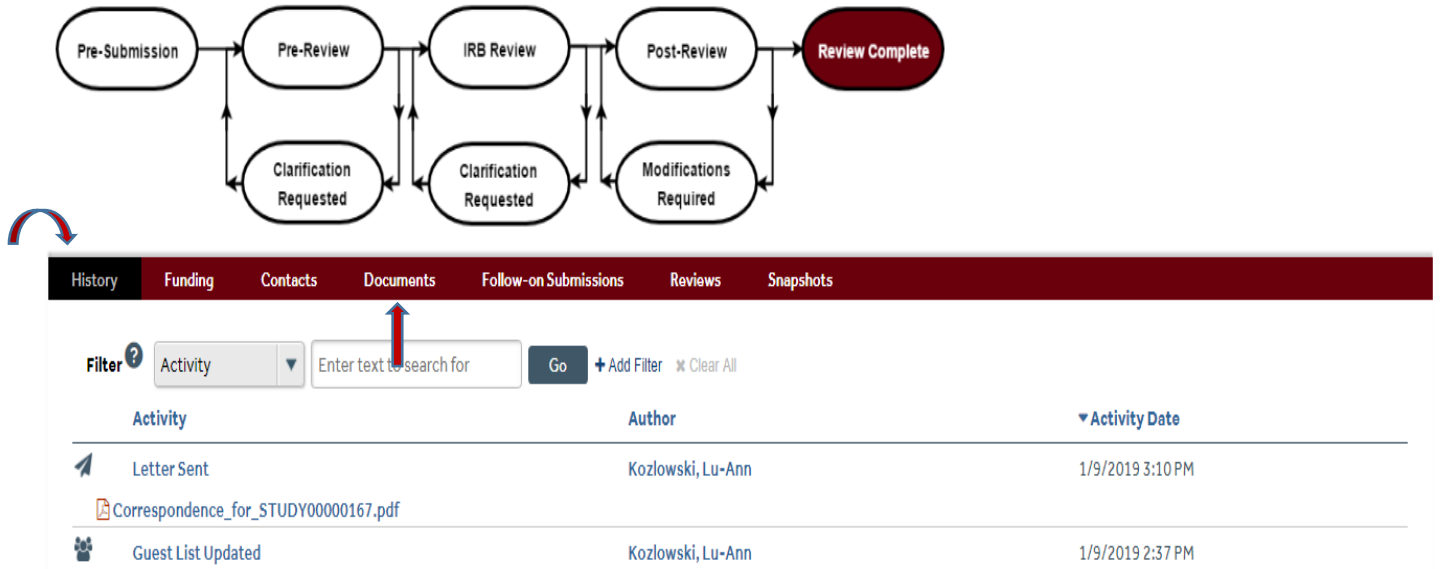 Pre-Submission
Pre-Review
IRB Review
Post-Review
Review Complete
Clarification
Requested
Clarification
Requested
Modifications
Required
History Funding Contacts Documents Follow-on Submissions Reviews Snapshots
Filter ? Activity Enter text to search for Go + Add Filter × Clear All
Activity Author Activity Date
Letter Sent Kozlowski, Lu-Ann 1/9/2019 3:10 PM
Correspondence_for_STUDY00000167.pdf
Guest List Updated Kozlowski, Lu-Ann 1/9/2019 2:37 PM